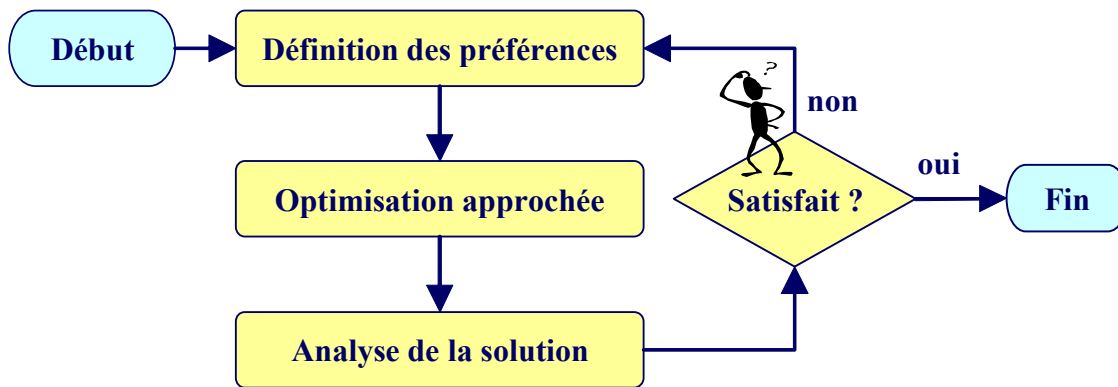 Début
Définition des préférences
?
non
Optimisation approchée
Satisfait ?
oui
Fin
Analyse de la solution